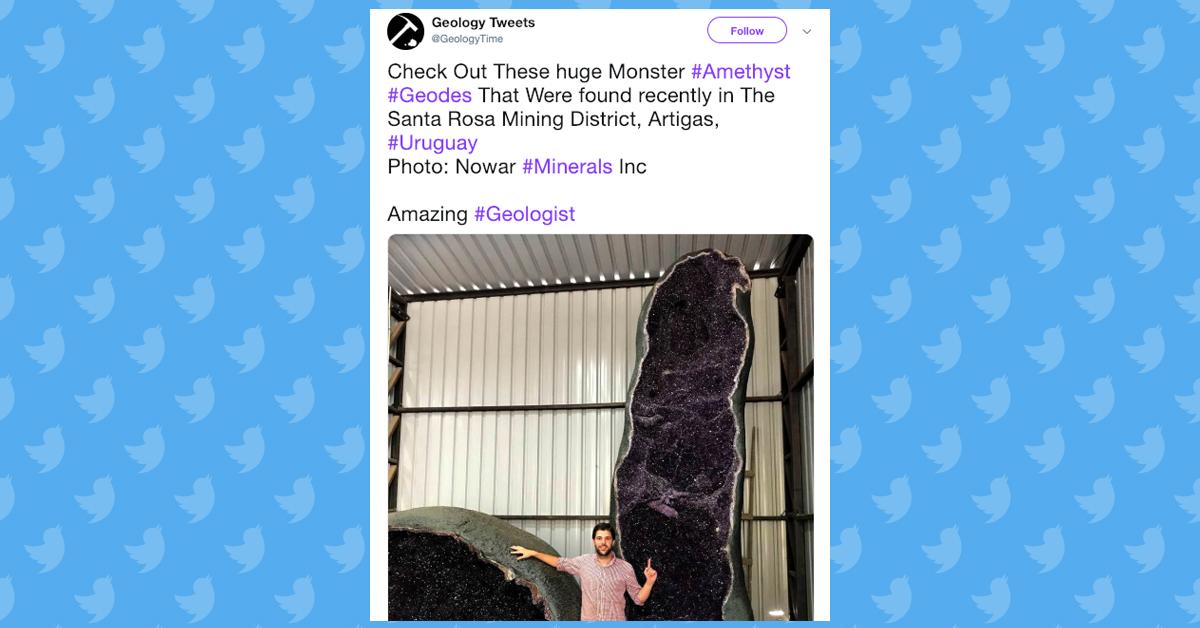 Geology Tweets
@GeologyTime
Follow
Check Out These huge Monster #Amethyst
#Geodes That Were found recently in The
Santa Rosa Mining District, Artigas,
#Uruguay
Photo: Nowar #Minerals Inc
Amazing #Geologist